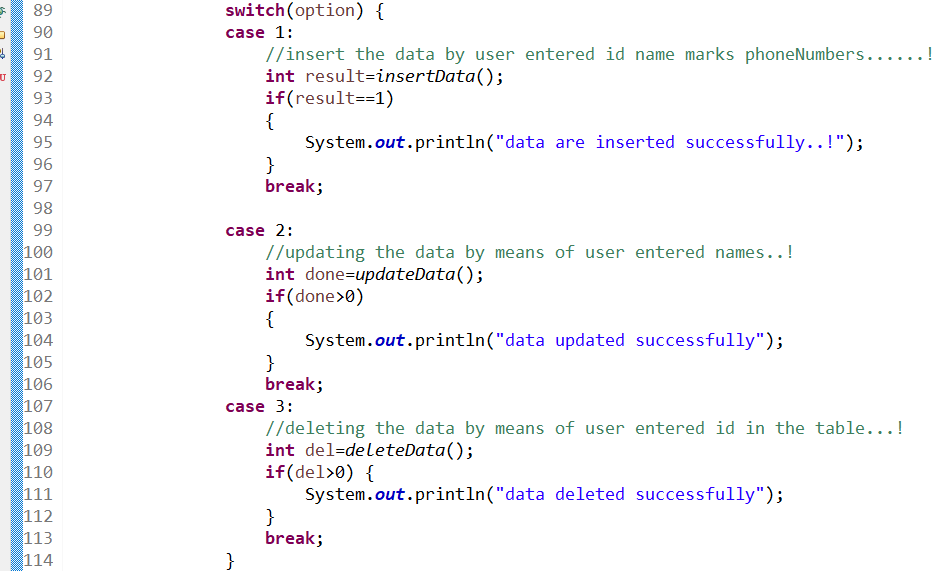 89 switch(option) {
90 case 1:
91 //insert the data by user entered id name marks phoneNumbers......!
92 int result=insertData();
93 if(result==1)
94 {
95 System.out.println("data are inserted successfully..!");
96 }
97 break;
98
99 case 2:
100 //updating the data by means of user entered names..!
101 int done=updateData();
102 if(done>0)
103 {
104 System.out.println("data updated successfully");
105 }
106 break;
107 case 3:
108 //deleting the data by means of user entered id in the table...!
109 int del=deleteData();
110 if(del>0) {
111 System.out.println("data deleted successfully");
112 }
113 break;
114 }